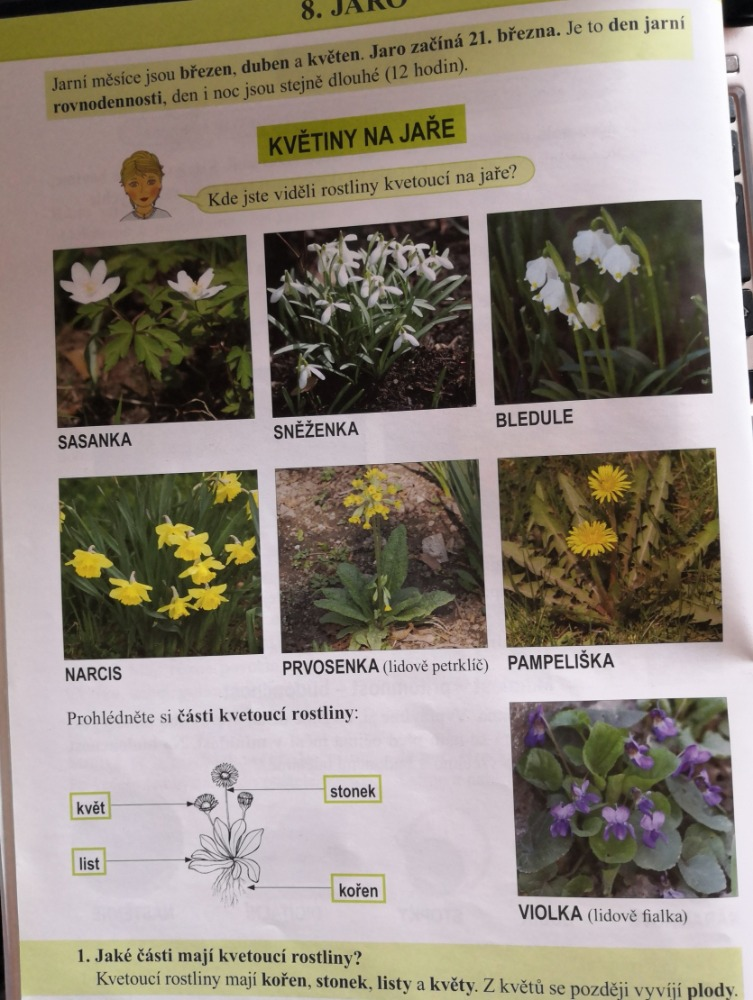 8. JARO
Jarní měsíce jsou březen, duben a květen. Jaro začíná 21. března. Je to den jarní
rovnodennosti, den i noc jsou stejně dlouhé (12 hodin).
KVĚTINY NA JAŘE
Kde jste viděli rostliny kvetoucí na jaře?
SASANKA
SNĚŽENKA
BLEDULE
NARCIS
PRVOSENKA (lidově petrklíč)
PAMPELIŠKA
Prohlédněte si části kvetoucí rostliny:
květ
stonek
list
kořen
VIOLKA (lidově fialka)
1. Jaké části mají kvetoucí rostliny?
Kvetoucí rostliny mají kořen, stonek, listy a květy. Z květů se později vyvíjí plody.